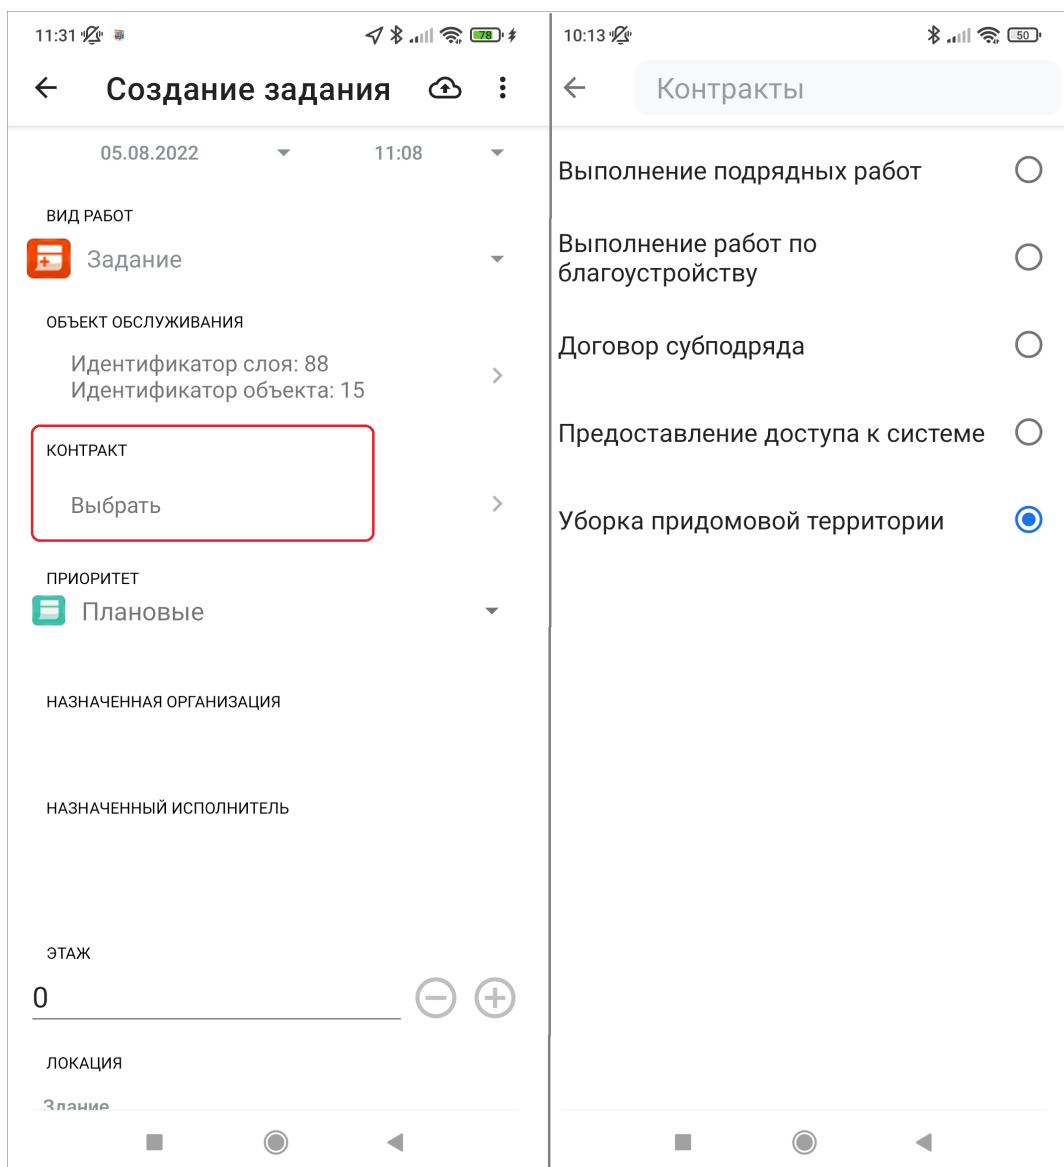 11:31
78
Создание задания
05.08.2022 11:08
ВИД РАБОТ
Задание
ОБЪЕКТ ОБСЛУЖИВАНИЯ
Идентификатор слоя: 88
Идентификатор объекта: 15
КОНТРАКТ
Выбрать
ПРИОРИТЕТ
Плановые
НАЗНАЧЕННАЯ ОРГАНИЗАЦИЯ
НАЗНАЧЕННЫЙ ИСПОЛНИТЕЛЬ
ЭТАЖ
0
ЛОКАЦИЯ
Здание
10:13
50
Контракты
Выполнение подрядных работ
Выполнение работ по
благоустройству
Договор субподряда
Предоставление доступа к системе
Уборка придомовой территории